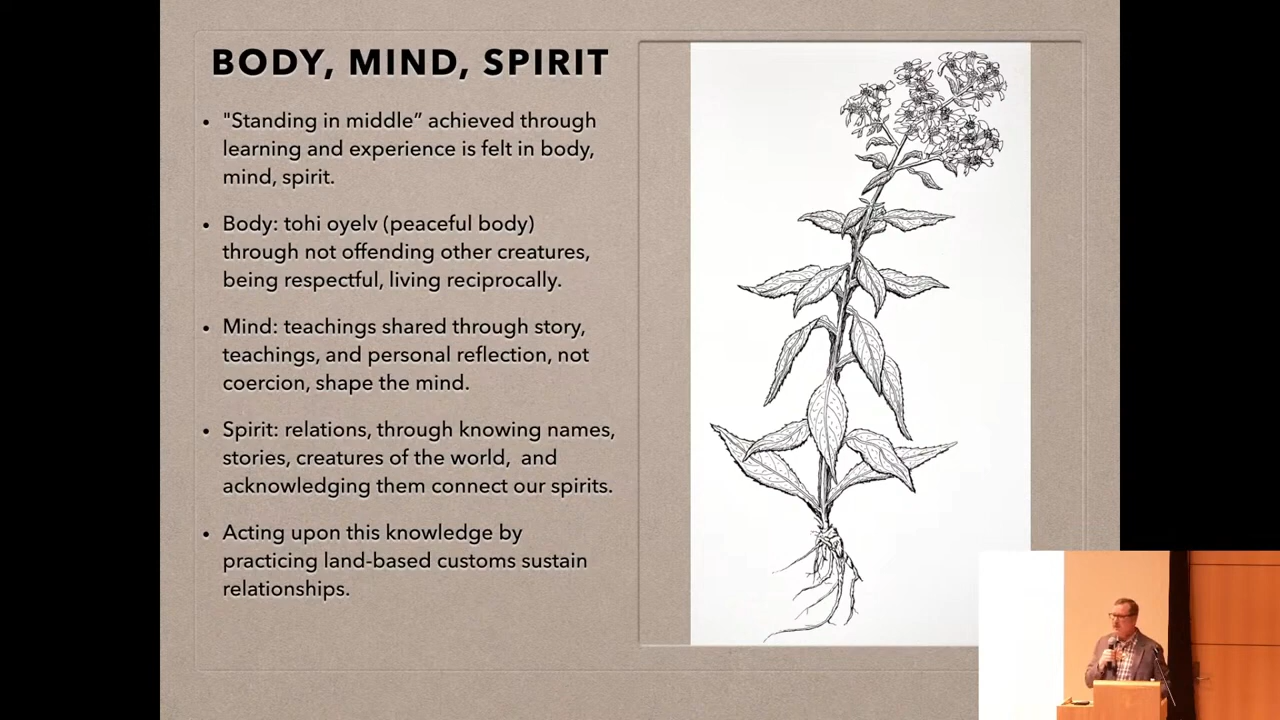 BODY, MIND, SPIRIT
• "Standing in middle” achieved through
learning and experience is felt in body,
mind, spirit.
• Body: tohi oyelv (peaceful body)
through not offending other creatures,
being respectful, living reciprocally.
• Mind: teachings shared through story,
teachings, and personal reflection, not
coercion, shape the mind.
• Spirit: relations, through knowing names,
stories, creatures of the world,  and
acknowledging them connect our spirits.
• Acting upon this knowledge by
practicing land-based customs sustain
relationships.